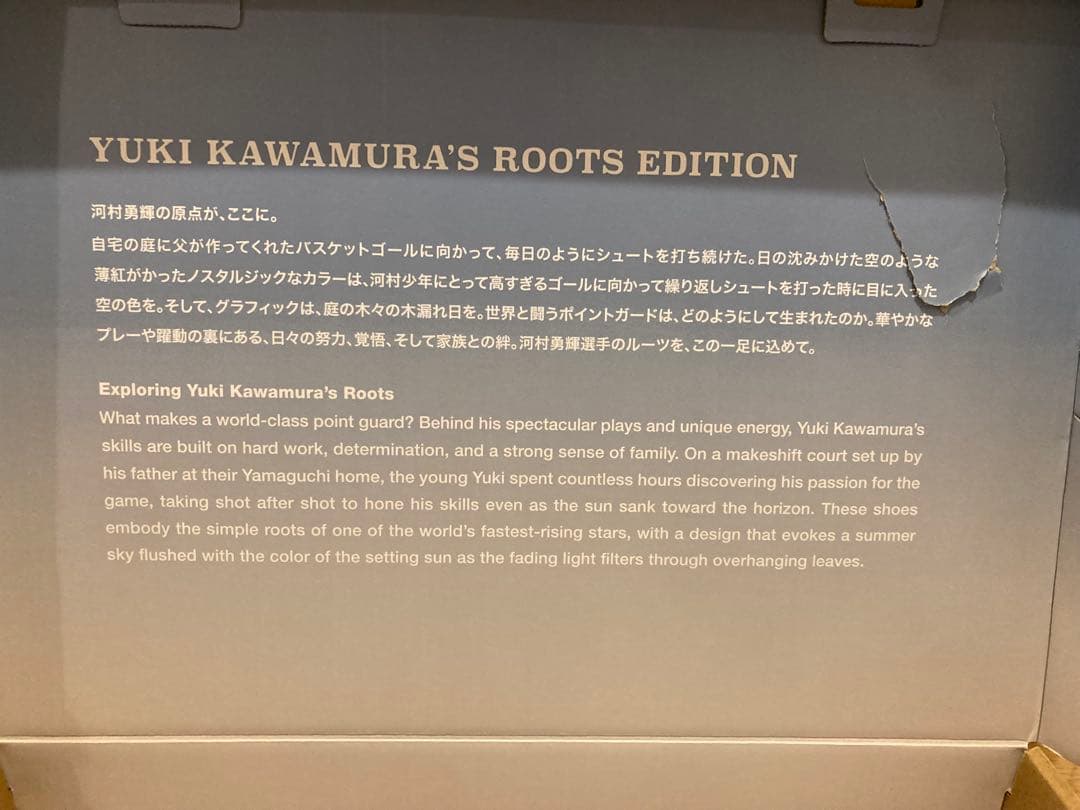 YUKI KAWAMURA'S ROOTS EDITION
河村勇輝の原点が、ここに。
自宅の庭に父が作ってくれたバスケットゴールに向かって、毎日のようにシュートを打ち続けた。日の沈みかけた空のような
薄紅がかったノスタルジックなカラーは、河村少年にとって高すぎるゴールに向かって繰り返しシュートを打った時に目に入った
空の色を。そして、グラフィックは、庭の木々の木漏れ日を。世界と闘うポイントガードは、どのようにして生まれたのか。華やかな
プレーや躍動の裏にある、日々の努力、覚悟、そして家族との絆。河村勇輝選手のルーツを、この一足に込めて。
Exploring Yuki Kawamura's Roots
What makes a world-class point guard? Behind his spectacular plays and unique energy, Yuki Kawamura's
skills are built on hard work, determination, and a strong sense of family. On a makeshift court set up by
his father at their Yamaguchi home, the young Yuki spent countless hours discovering his passion for the
game, taking shot after shot to hone his skills even as the sun sank toward the horizon. These shoes
embody the simple roots of one of the world's fastest-rising stars, with a design that evokes a summer
sky flushed with the color of the setting sun as the fading light filters through overhanging leaves.